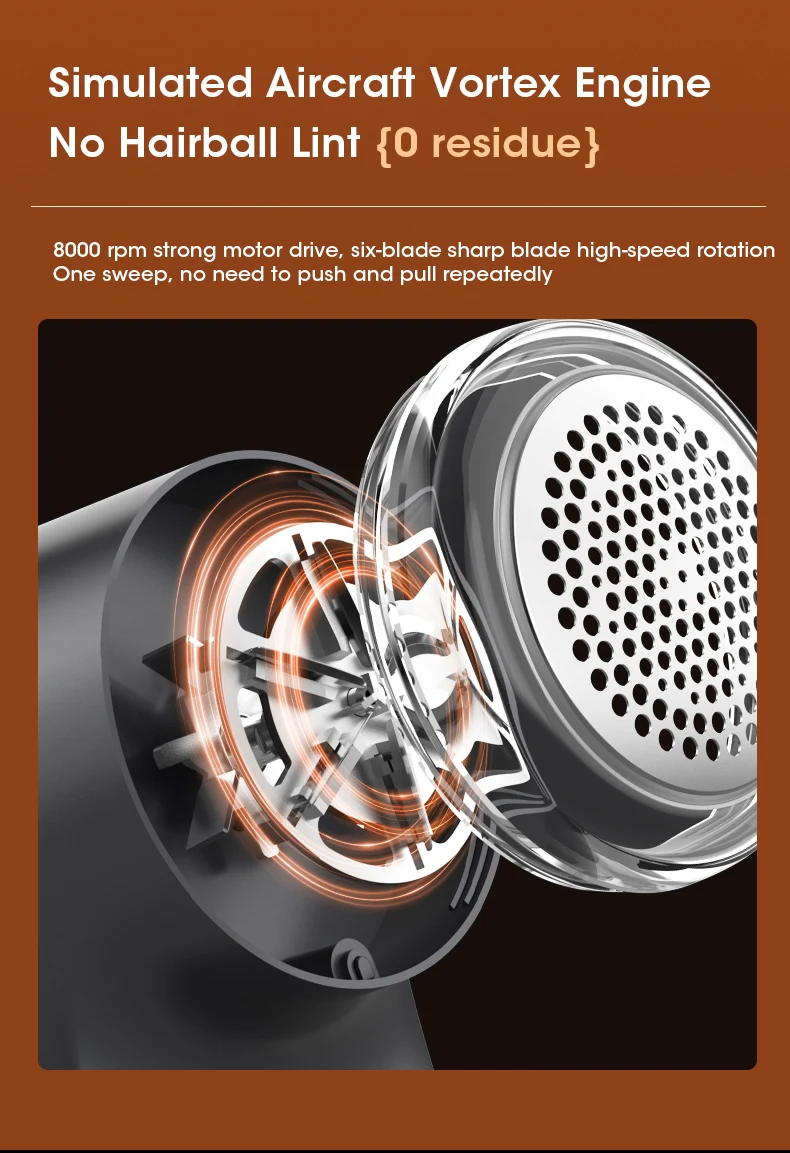 Simulated Aircraft Vortex Engine
No Hairball Lint {0 residue}
8000 rpm strong motor drive, six-blade sharp blade high-speed rotation
One sweep, no need to push and pull repeatedly